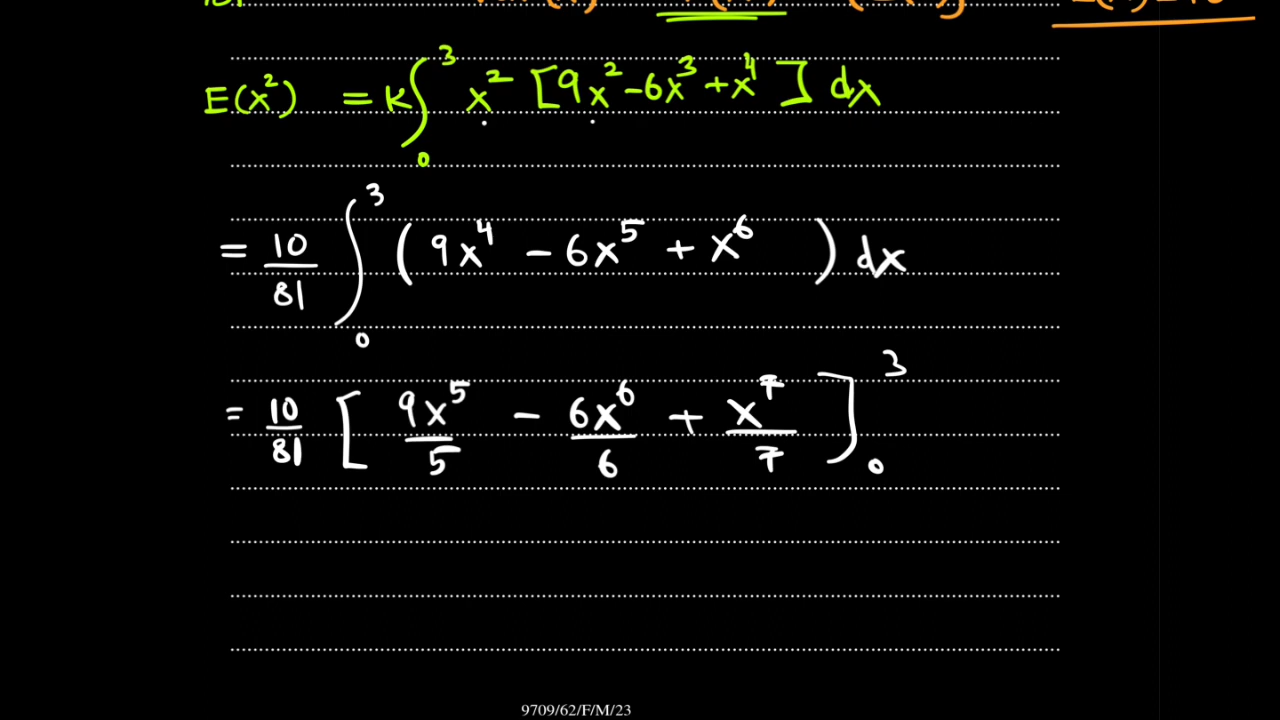 E(x²) = K∫₀³ x² [9x² - 6x³ + x⁴] dx
= 10/81 ∫₀³ (9x⁴ - 6x⁵ + x⁶) dx
= 10/81 [9x⁵/5 - 6x⁶/6 + x⁷/7]₀³
9709/62/F/M/23